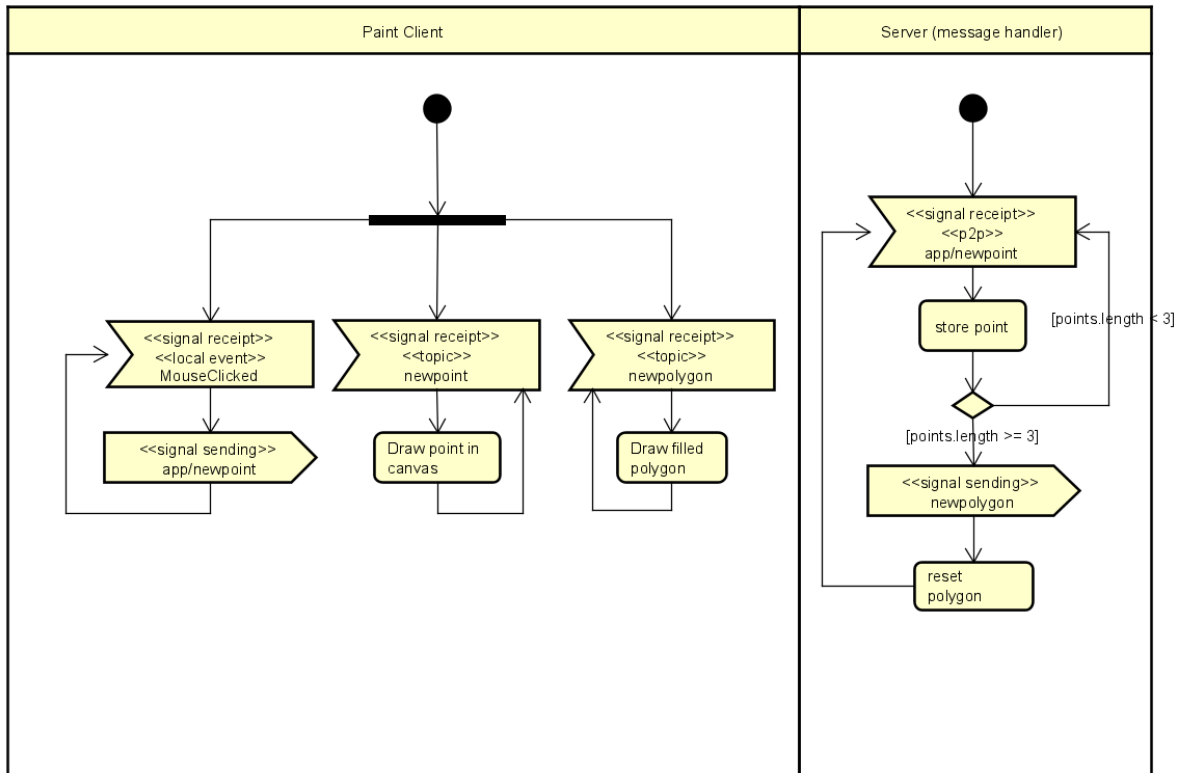 Paint Client
Server (message handler)
<<signal receipt>>
<<local event>>
MouseClicked
<<signal sending>>
app/newpoint
<<signal receipt>>
<<topic>>
newpoint
Draw point in
canvas
<<signal receipt>>
<<topic>>
newpolygon
Draw filled
polygon
<<signal receipt>>
<<p2p>>
app/newpoint
store point
[points.length < 3]
[points.length >= 3]
<<signal sending>>
newpolygon
reset
polygon